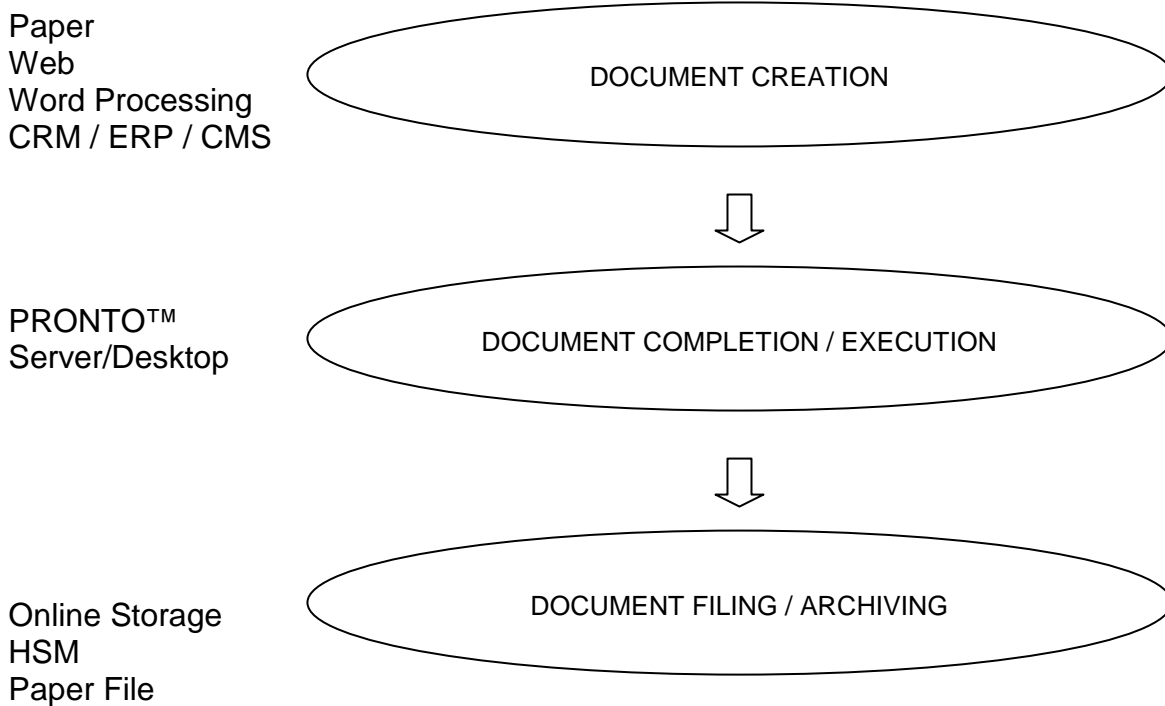 Paper
Web
Word Processing
CRM / ERP / CMS
DOCUMENT CREATION
PRONTO™
Server/Desktop
DOCUMENT COMPLETION / EXECUTION
Online Storage
HSM
Paper File
DOCUMENT FILING / ARCHIVING